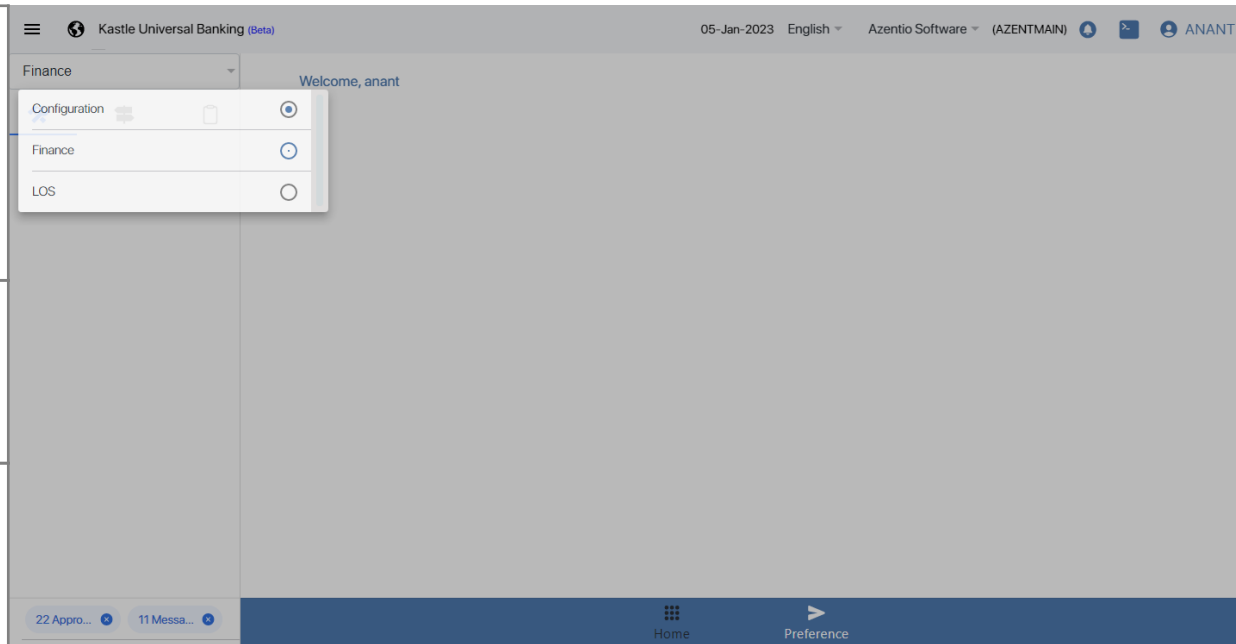 Kastle Universal Banking (Beta)
05-Jan-2023 English Azentio Software (AZENTMAIN) ANANT
Finance
Welcome, anant
Configuration
Finance
LOS
22 Appro... 11 Messa...
Home Preference